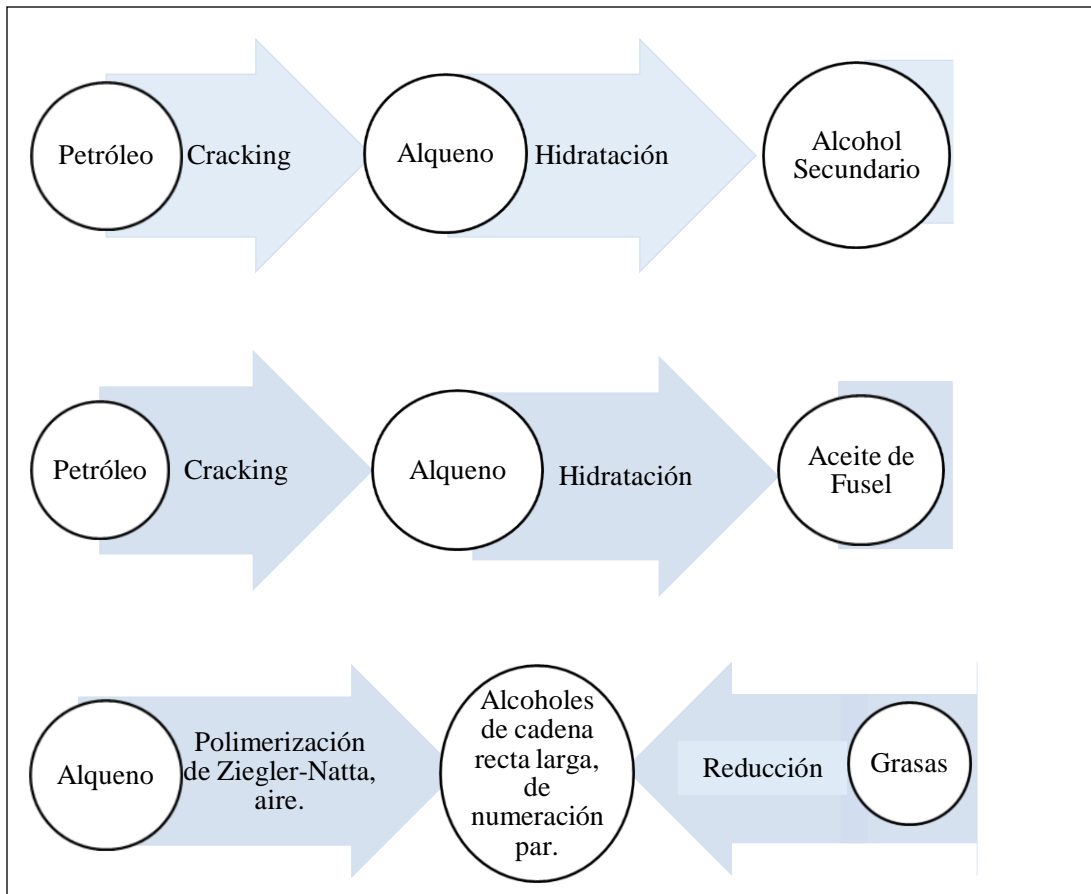 Petróleo
Cracking
Alqueno
Hidratación
Alcohol
Secundario
Petróleo
Cracking
Alqueno
Hidratación
Aceite de
Fusel
Alqueno
Polimerización
de Ziegler-Natta,
aire.
Alcoholes
de cadena
recta larga,
de
numeración
par.
Reducción
Grasas